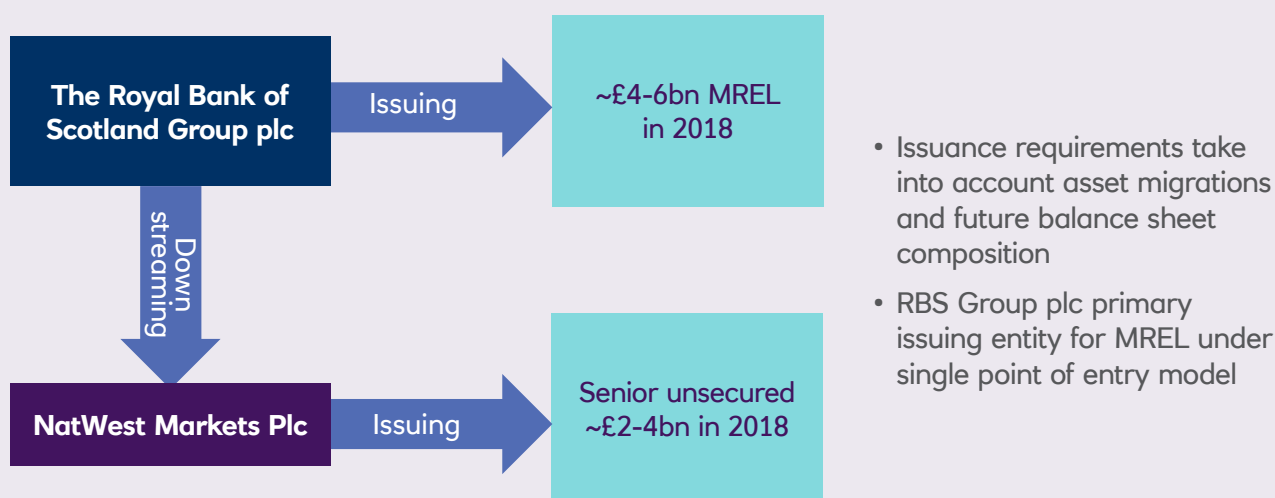 The Royal Bank of
Scotland Group plc
Issuing
~£4-6bn MREL
in 2018
Down
streaming
NatWest Markets Plc
Issuing
Senior unsecured
~£2-4bn in 2018
• Issuance requirements take
into account asset migrations
and future balance sheet
composition
• RBS Group plc primary
issuing entity for MREL under
single point of entry model